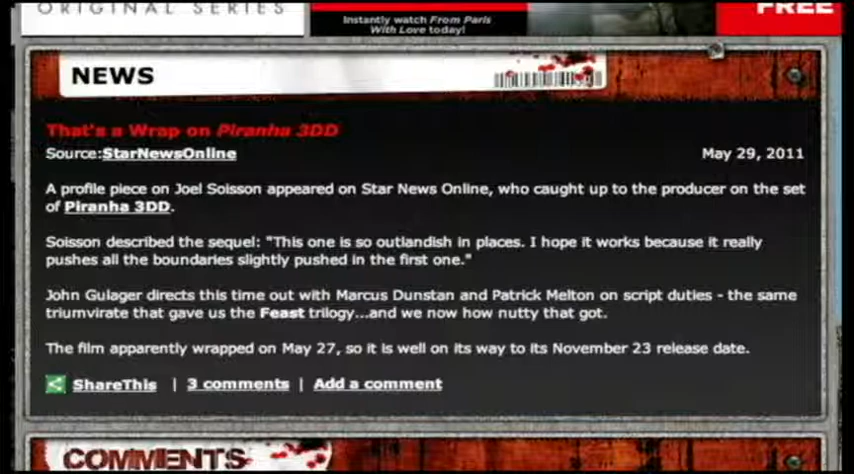 ORIGINAL SERIES
Instantly watch From Paris
With Love today!
FREE
NEWS
That's a Wrap on Piranha 3DD
Source:StarNewsOnline
May 29, 2011
A profile piece on Joel Soisson appeared on Star News Online, who caught up to the producer on the set
of Piranha 3DD.
Soisson described the sequel: "This one is so outlandish in places. I hope it works because it really
pushes all the boundaries slightly pushed in the first one."
John Gulager directs this time out with Marcus Dunstan and Patrick Melton on script duties - the same
triumvirate that gave us the Feast trilogy...and we now how nutty that got.
The film apparently wrapped on May 27, so it is well on its way to its November 23 release date.
ShareThis | 3 comments | Add a comment
COMMENTS